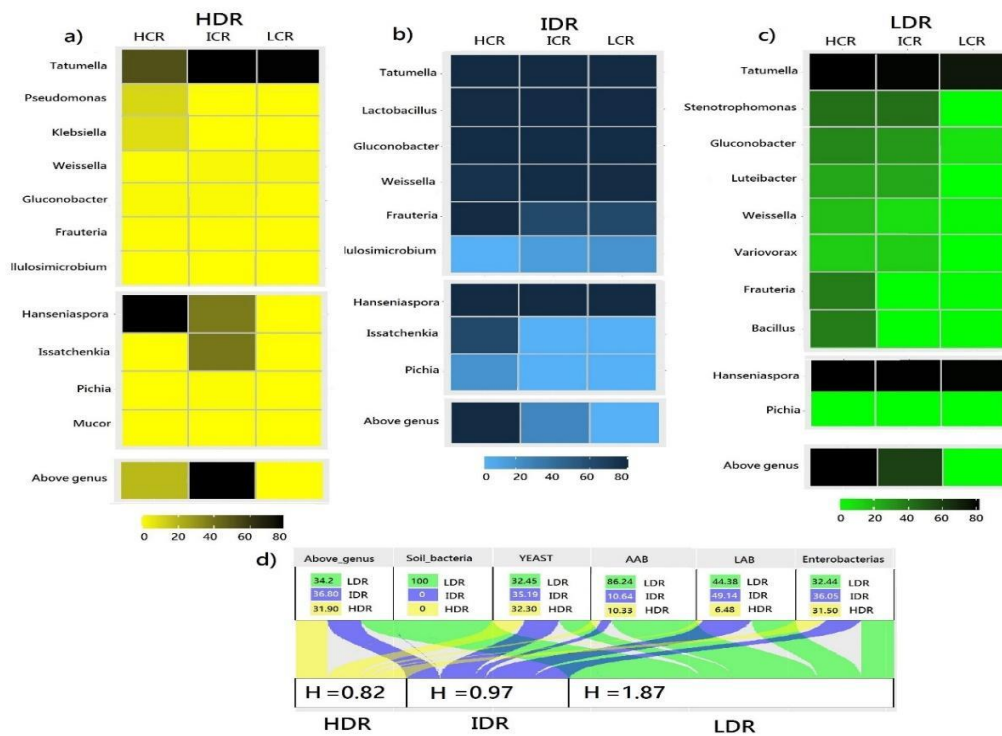 HDR
a) HCR ICR LCR
Tatumella
Pseudomonas
Klebsiella
Weissella
Gluconobacter
Frauteria
llulosimicrobium
Hanseniaspora
Issatchenkia
Pichia
Mucor
Above genus
0 20 40 60 80
IDR
b) HCR ICR LCR
Tatumella
Lactobacillus
Gluconobacter
Weissella
Frauteria
lulosimicrobium
Hanseniaspora
Issatchenkia
Pichia
Above genus
0 20 40 60 80
LDR
c) HCR ICR LCR
Tatumella
Stenotrophomonas
Gluconobacter
Luteibacter
Weissella
Variovorax
Frauteria
Bacillus
Hanseniaspora
Pichia
Above genus
0 20 40 60 80
d) Above_genus Soil_bacteria YEAST AAB LAB Enterobacterias
34.2 LDR 100 LDR 32.45 LDR 86.24 LDR 44.38 LDR 32.44 LDR
36.80 IDR 0 IDR 35.19 IDR 10.64 IDR 49.14 IDR 36.05 IDR
31.90 HDR 0 HDR 32.30 HDR 10.33 HDR 6.48 HDR 31.50 HDR
H =0.82 H =0.97 H =1.87
HDR IDR LDR